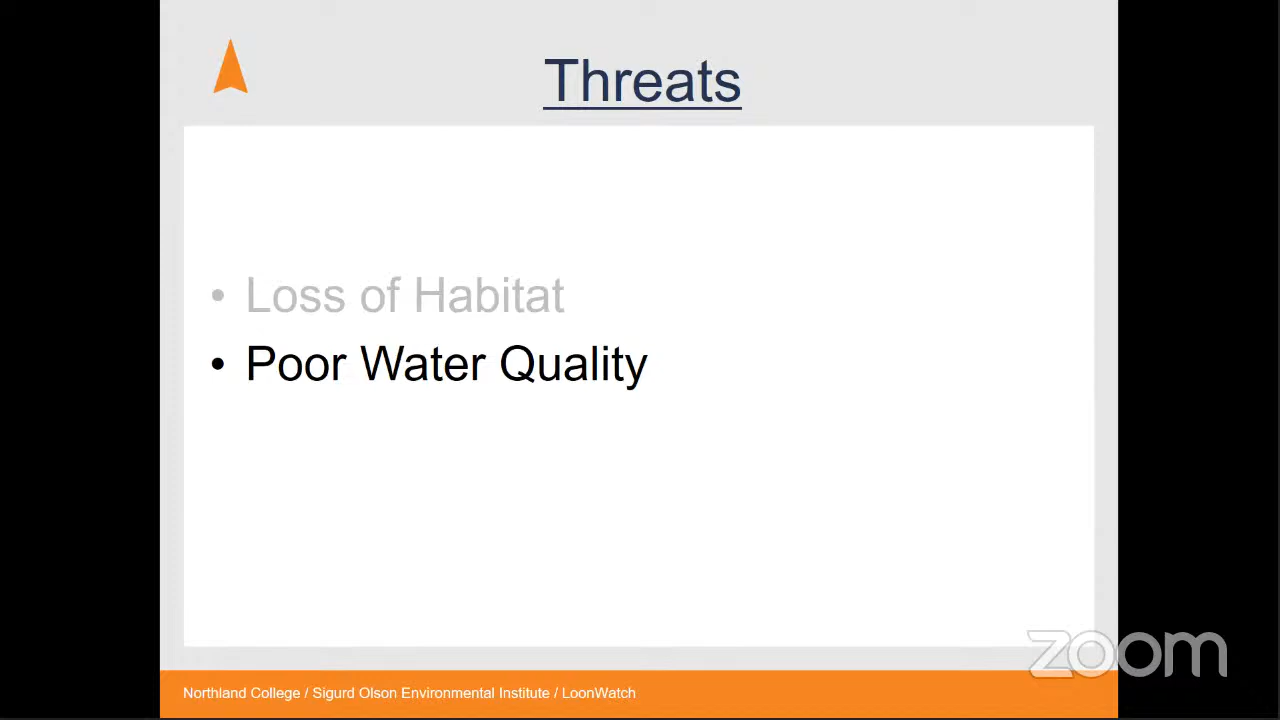 Threats
• Loss of Habitat
• Poor Water Quality
zoom
Northland College / Sigurd Olson Environmental Institute / LoonWatch